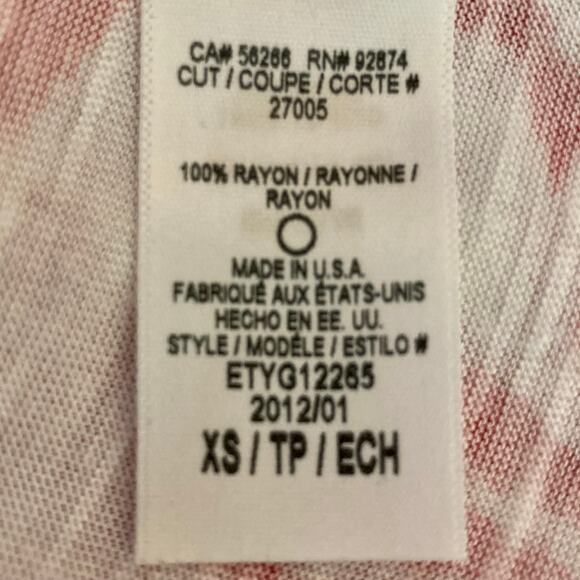 CA# 56286 RN# 92874
CUT / COUPE / CORTE #
27005
100% RAYON / RAYONNE /
RAYON
MADE IN U.S.A.
FABRIQUÉ AUX ÉTATS-UNIS
HECHO EN EE. UU.
STYLE / MODÈLE / ESTILO #
ETYG12265
2012/01
XS / TP / ECH